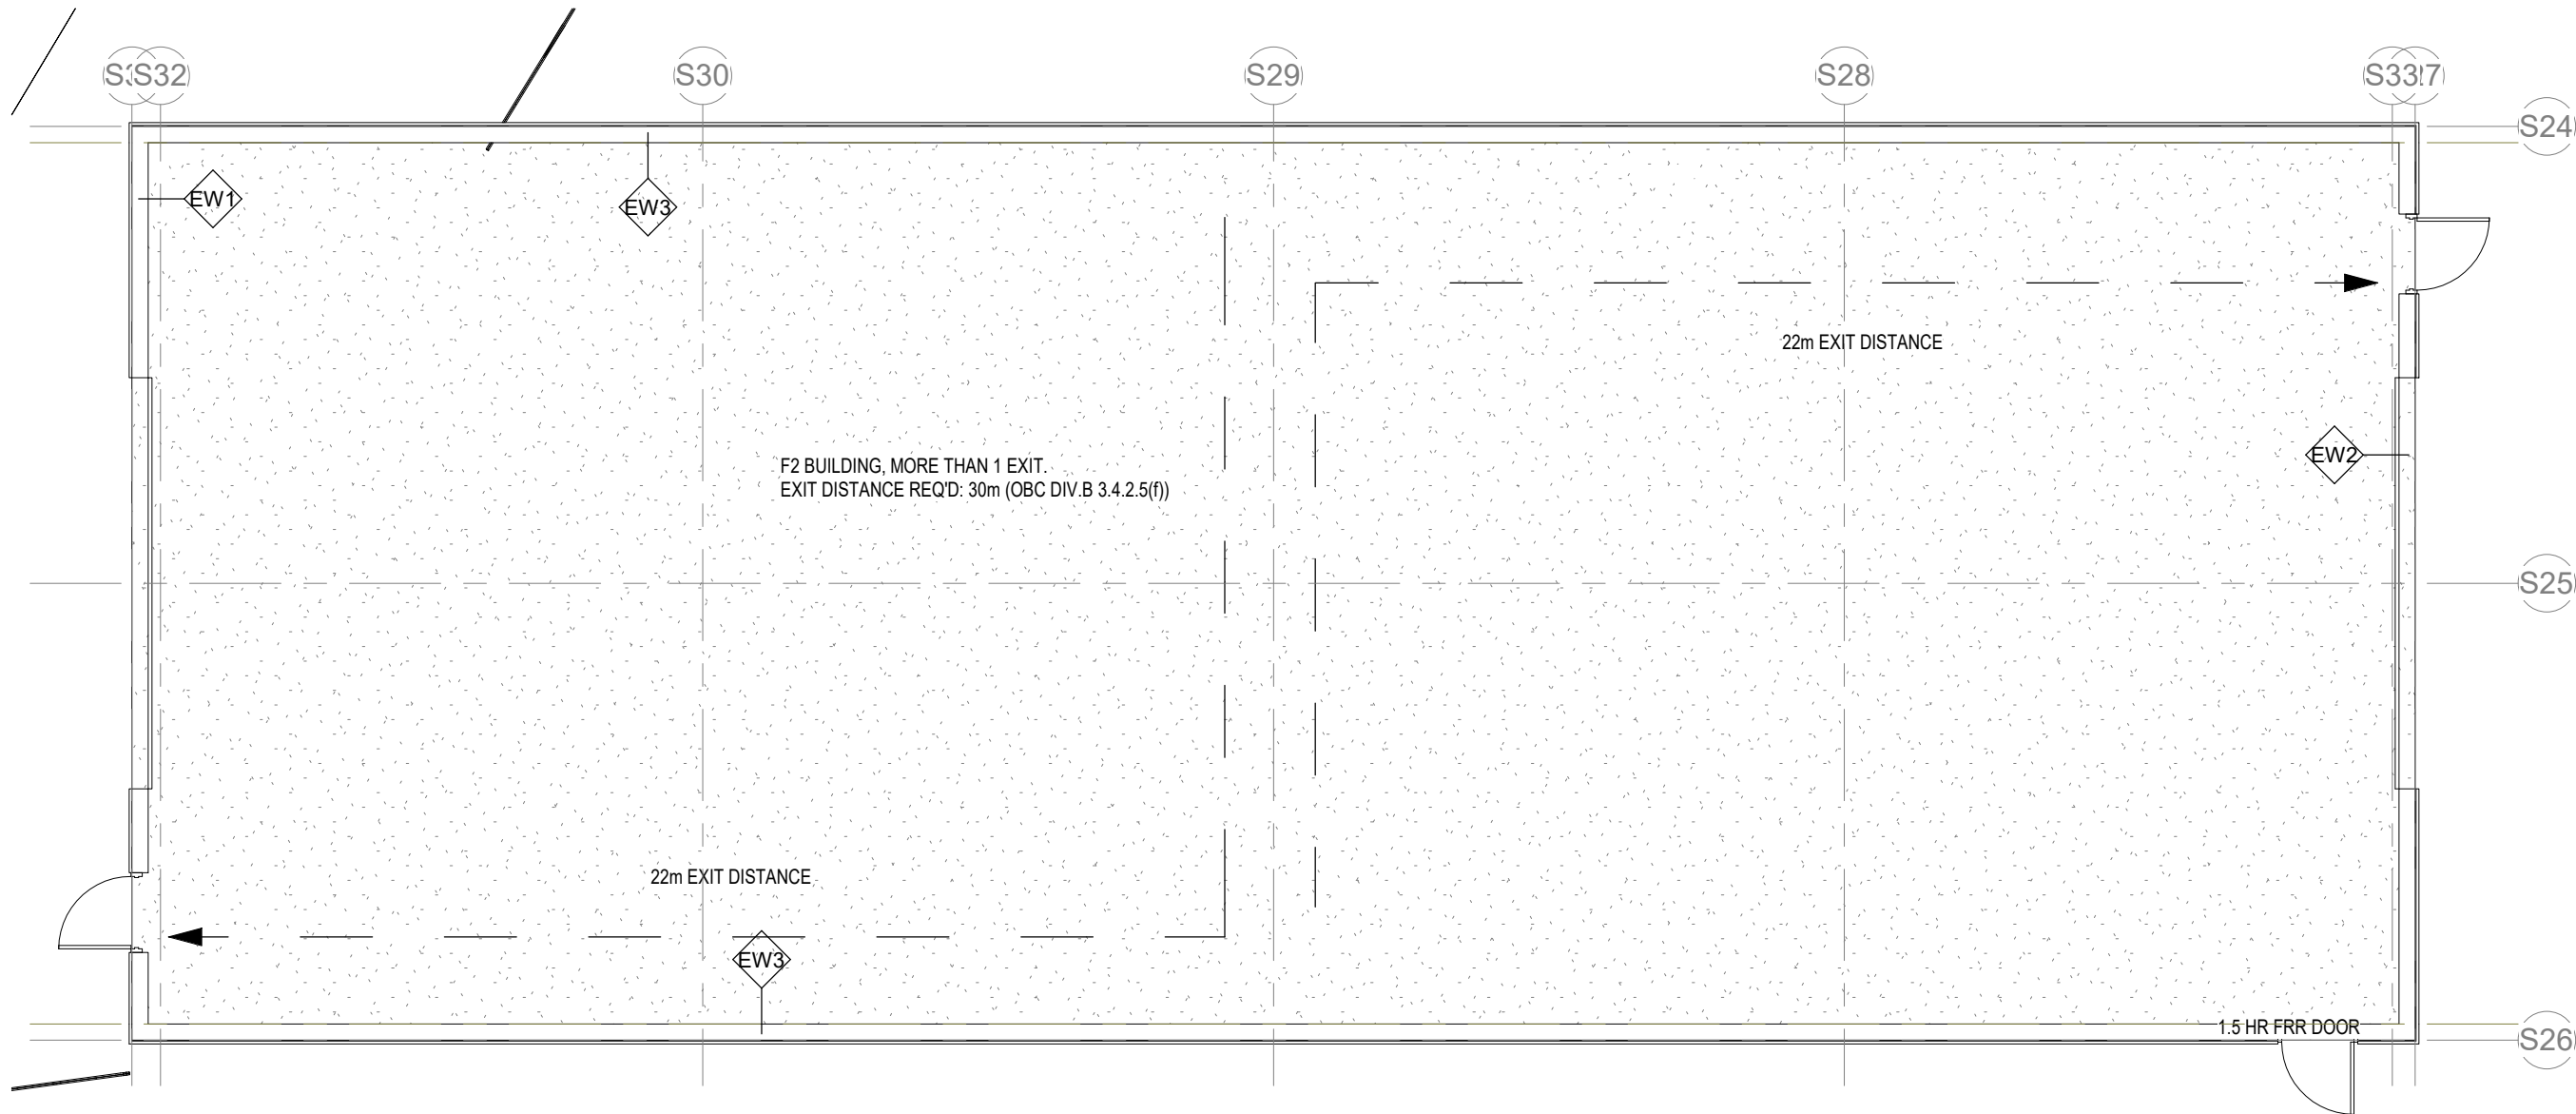 S32
S30
S29
S28
S33
S24
EW1
EW3
22m EXIT DISTANCE
EW2
F2 BUILDING, MORE THAN 1 EXIT.
EXIT DISTANCE REQ'D: 30m (OBC DIV.B 3.4.2.5(f))
S25
22m EXIT DISTANCE
EW3
1.5 HR FRR DOOR
S26